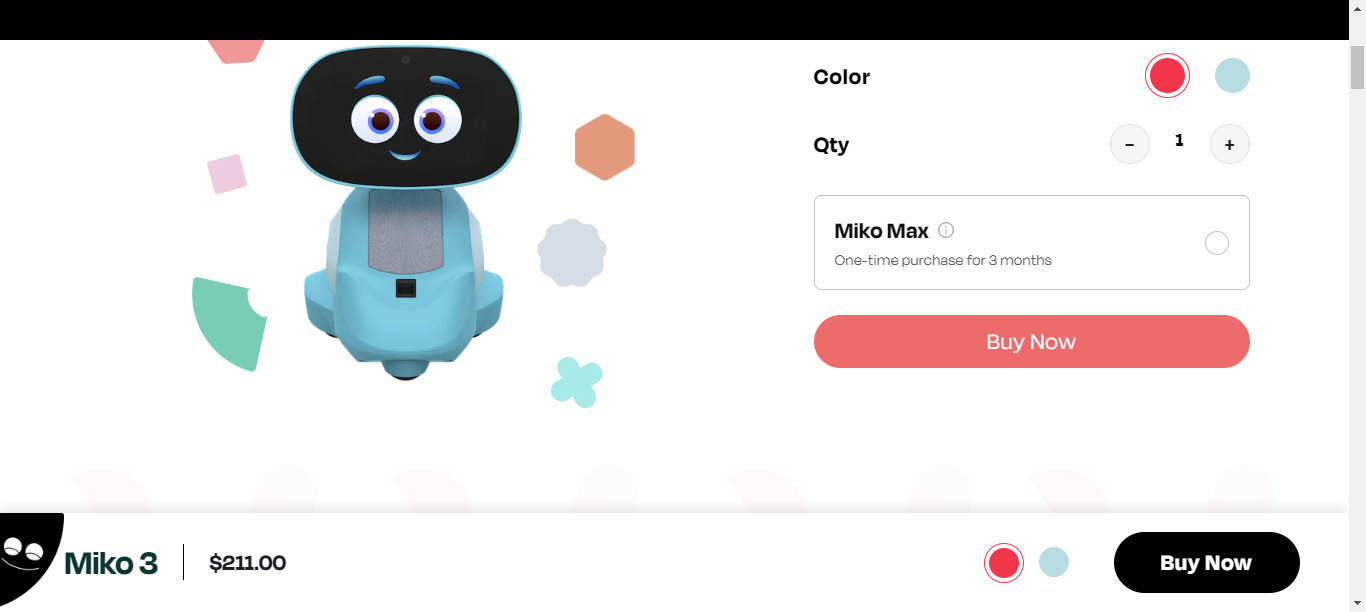 Color
Qty
− 1 +
Miko Max
One-time purchase for 3 months
Buy Now
Miko 3
$211.00
Buy Now